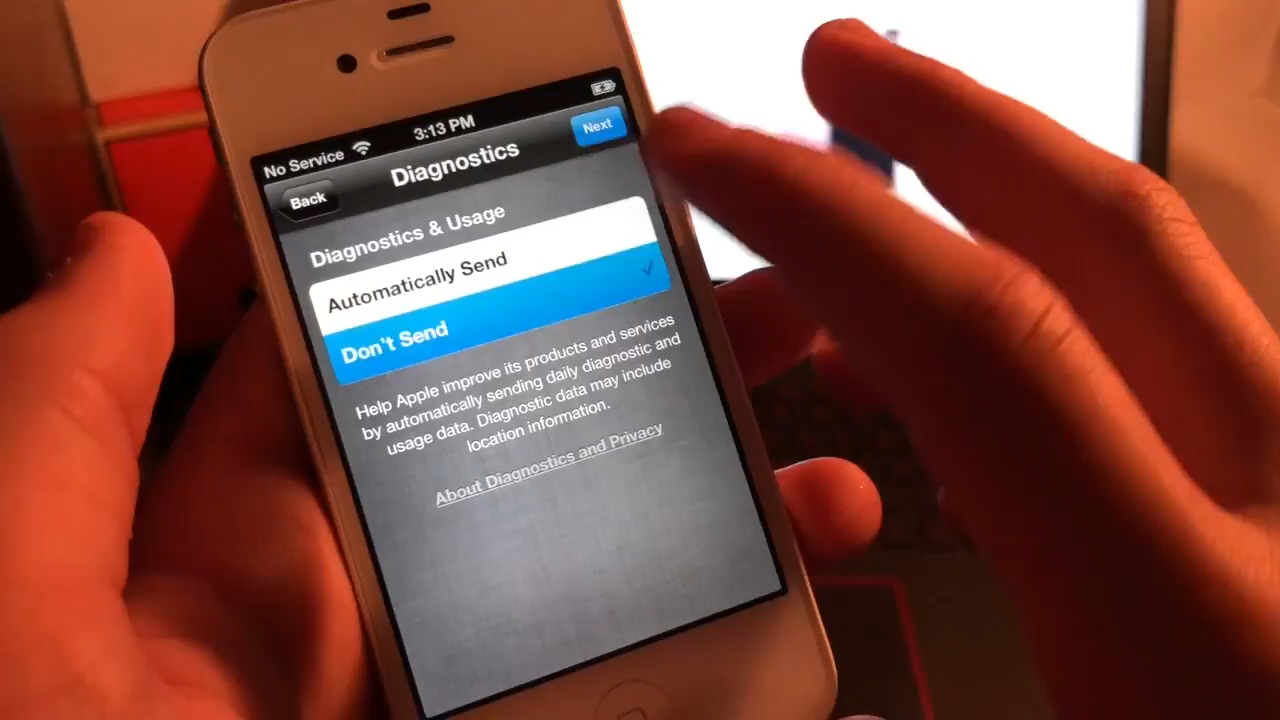 No Service 3:13 PM
Back Diagnostics Next
Diagnostics & Usage
Automatically Send
Don't Send
Help Apple improve its products and services
by automatically sending daily diagnostic and
usage data. Diagnostic data may include
location information.
About Diagnostics and Privacy